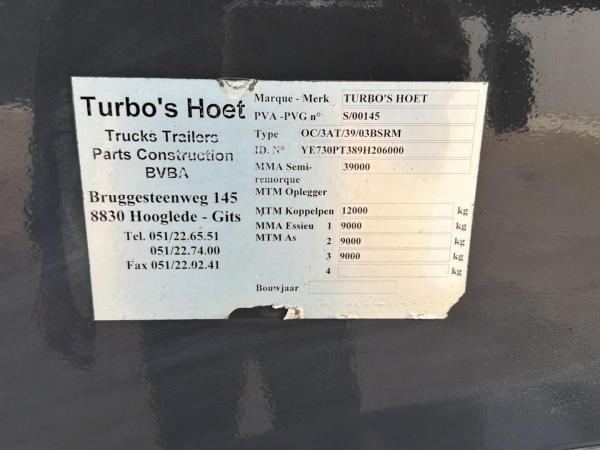 Turbo's Hoet
Trucks Trailers
Parts Construction
BVBA
Bruggesteenweg 145
8830 Hooglede - Gits
Tel. 051/22.65.51
051/22.74.00
Fax 051/22.02.41
Marque - Merk TURBO'S HOET
PVA -PVG n° S/00145
Type OC/3AT/39/03BSRM
ID. N° YE730PT389H206000
MMA Semi- 39000
remorque
MTM Oplegger
MTM Koppelpen 12000 kg
MMA Essieu 1 9000 kg
MTM As 2 9000 kg
3 9000 kg
4 kg
Bouwjaar